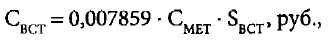 C_ВСТ = 0,007859 · C_МЕТ · S_ВСТ, руб.,